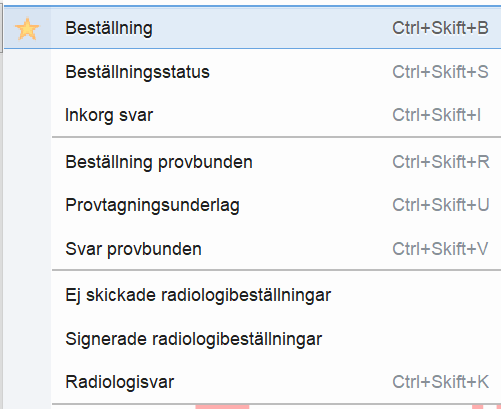 Beställning Ctrl+Skift+B
Beställningsstatus Ctrl+Skift+S
Inkorg svar Ctrl+Skift+I
Beställning provbunden Ctrl+Skift+R
Provtagningsunderlag Ctrl+Skift+U
Svar provbunden Ctrl+Skift+V
Ej skickade radiologibeställningar
Signerade radiologibeställningar
Radiologisvar Ctrl+Skift+K